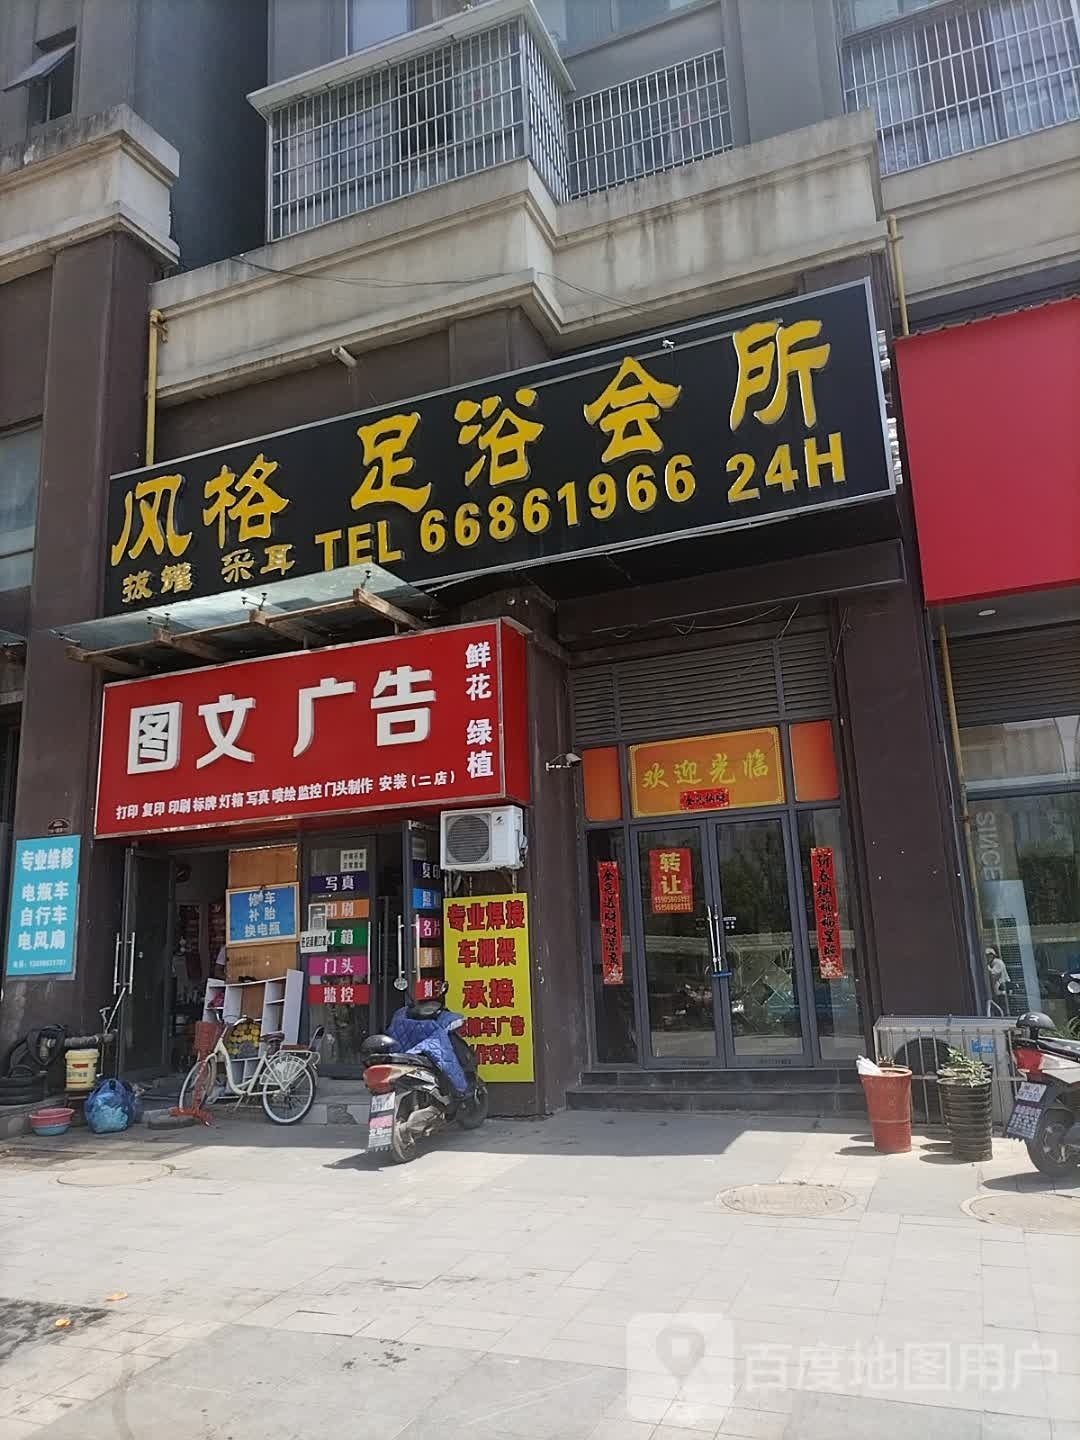 风格 足浴会所
拔罐 采耳 TEL 66861966 24H
图文广告
鲜花 绿植
打印 复印 印刷 标牌 灯箱 写真 喷绘 监控 门头制作 安装(二店)
专业维修
电瓶车
自行车
电风扇
修车
补胎
换电瓶
写真
印刷
灯箱
门头
监控
专业焊接
车棚架
承接
欢迎光临
转让
SINCE
百度地图用户